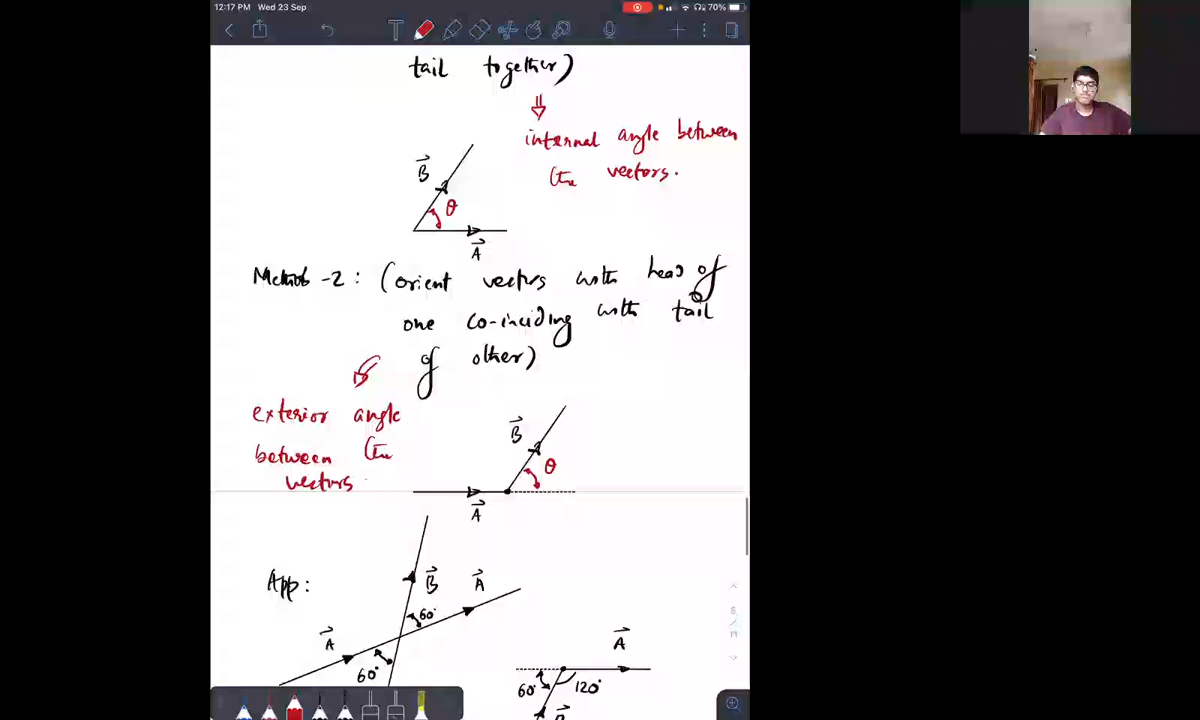 12:17 PM Wed 23 Sep
70%
tail together)
internal angle between
the vectors.
B
θ
A
Method -2: (orient vectors with head of
one co-inciding with tail
of other)
exterior angle
between the
vectors
B
θ
A
App:
B
A
60°
A
60°
A
60°
120°
B